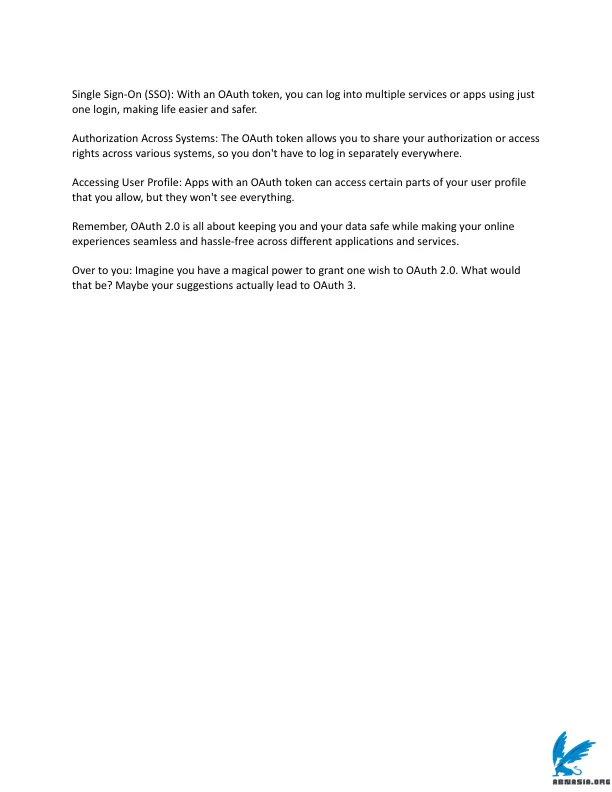 Single Sign-On (SSO): With an OAuth token, you can log into multiple services or apps using just
one login, making life easier and safer.
Authorization Across Systems: The OAuth token allows you to share your authorization or access
rights across various systems, so you don't have to log in separately everywhere.
Accessing User Profile: Apps with an OAuth token can access certain parts of your user profile
that you allow, but they won't see everything.
Remember, OAuth 2.0 is all about keeping you and your data safe while making your online
experiences seamless and hassle-free across different applications and services.
Over to you: Imagine you have a magical power to grant one wish to OAuth 2.0. What would
that be? Maybe your suggestions actually lead to OAuth 3.
ABNASIA.ORG